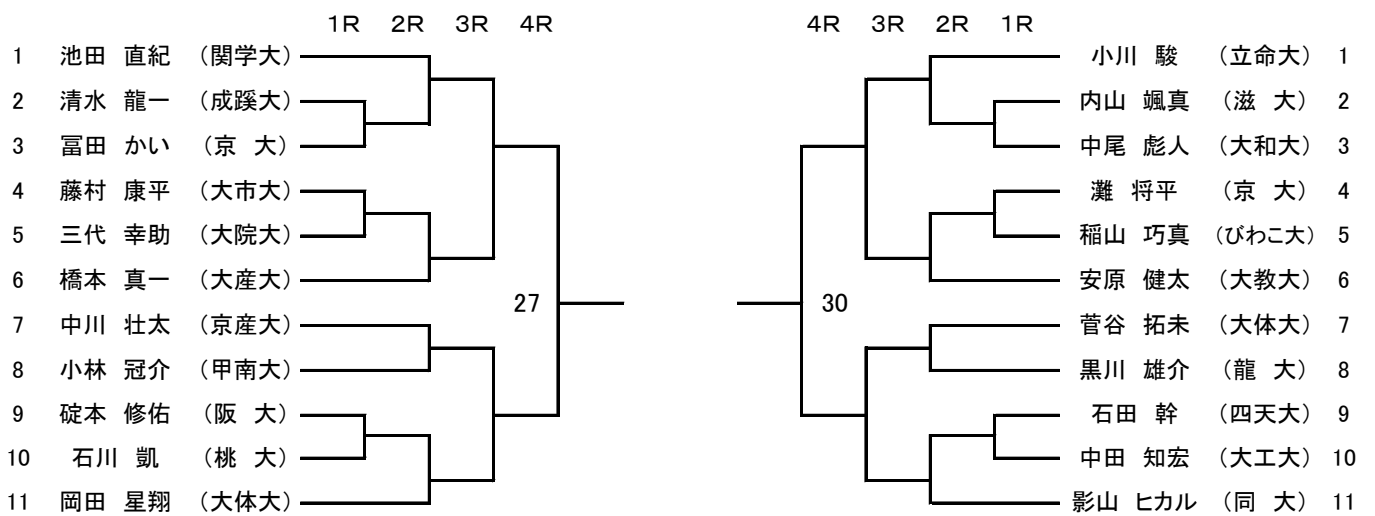 1R 2R 3R 4R
1 池田 直紀 (関学大)
2 清水 龍一 (成蹊大)
3 冨田 かい (京 大)
4 藤村 康平 (大市大)
5 三代 幸助 (大院大)
6 橋本 真一 (大産大)
7 中川 壮太 (京産大)
8 小林 冠介 (甲南大)
9 碇本 修佑 (阪 大)
10 石川 凱 (桃 大)
11 岡田 星翔 (大体大)
27
4R 3R 2R 1R
小川 駿 (立命大) 1
内山 颯真 (滋 大) 2
中尾 彪人 (大和大) 3
灘 将平 (京 大) 4
稲山 巧真 (びわこ大) 5
安原 健太 (大教大) 6
菅谷 拓未 (大体大) 7
黒川 雄介 (龍 大) 8
石田 幹 (四天大) 9
中田 知宏 (大工大) 10
影山 ヒカル (同 大) 11
30